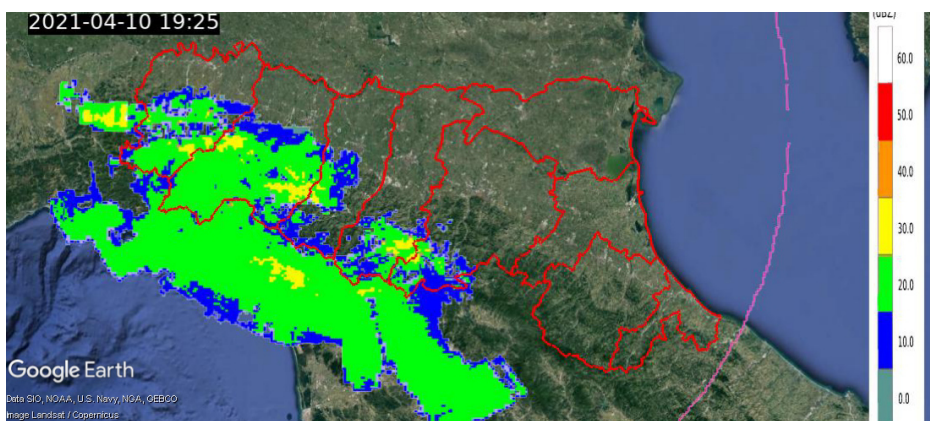 2021-04-10 19:25
(dBZ)
60.0
50.0
40.0
30.0
20.0
10.0
0.0
Google Earth
Data SIO, NOAA, U.S. Navy, NGA, GEBCO
Image Landsat / Copernicus